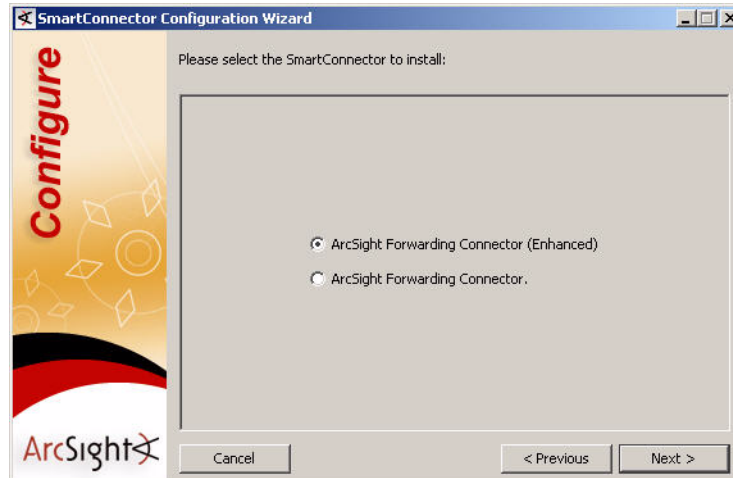 SmartConnector Configuration Wizard
Configure
Please select the SmartConnector to install:
ArcSight Forwarding Connector (Enhanced)
ArcSight Forwarding Connector.
ArcSight
Cancel
< Previous
Next >